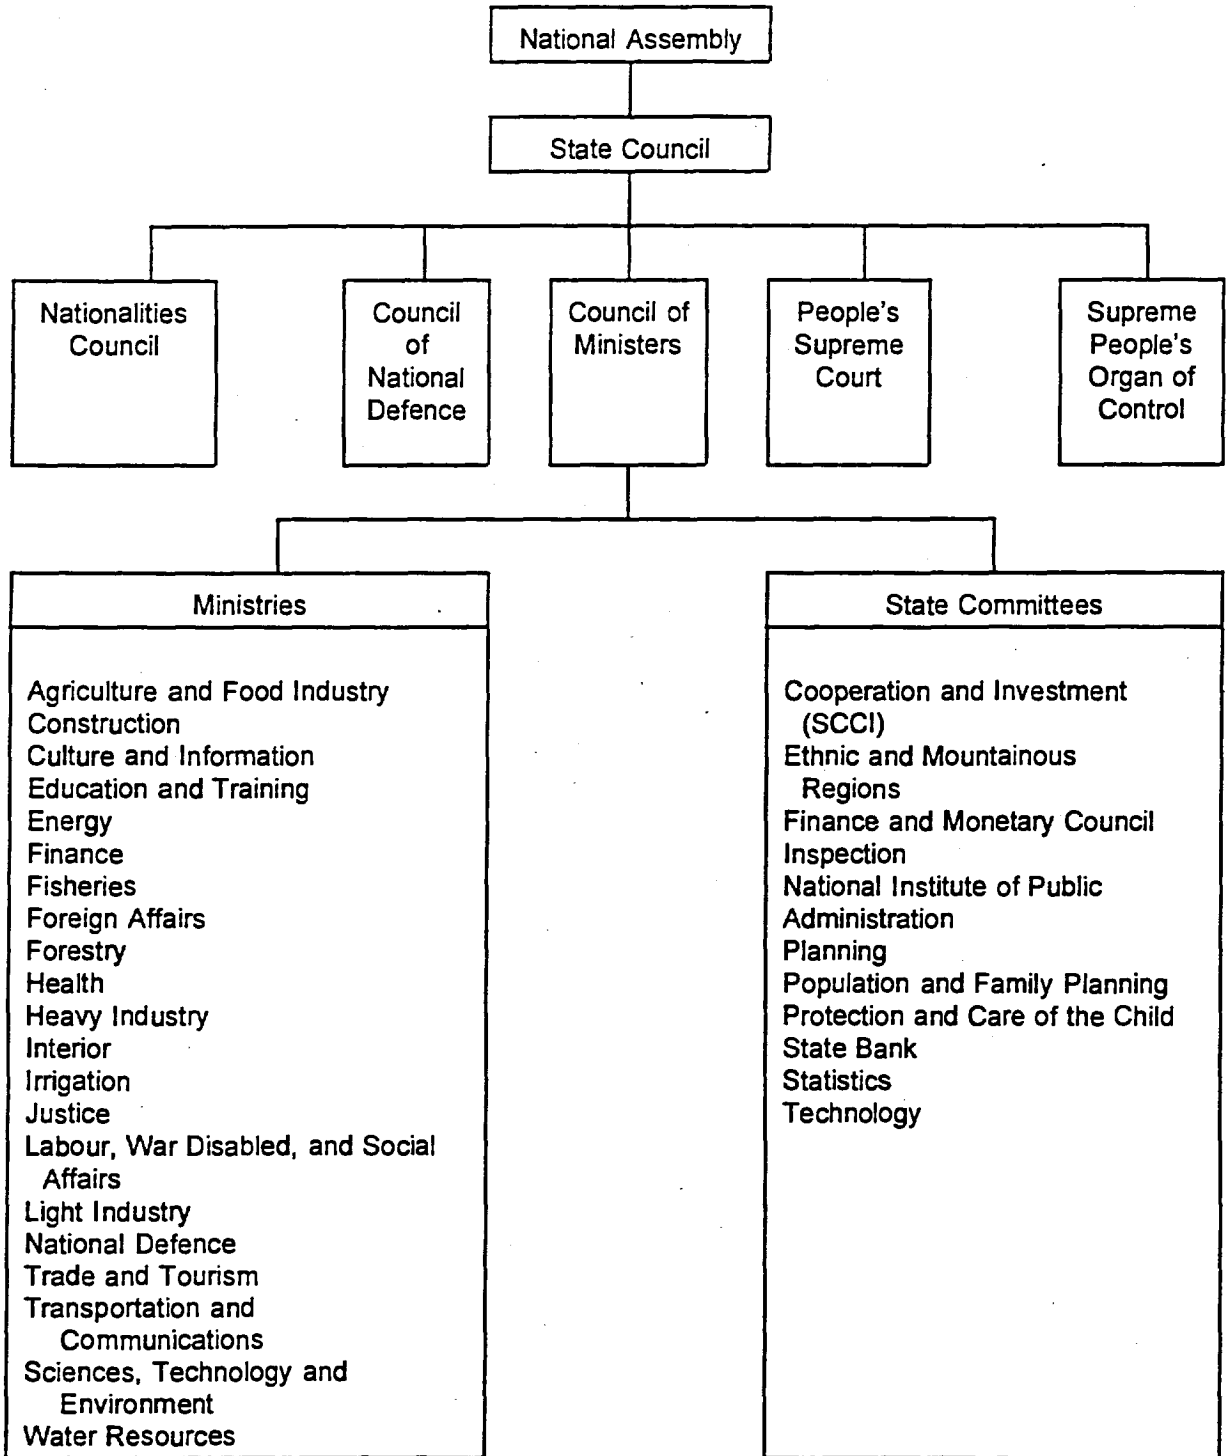 National Assembly
State Council
Nationalities
Council
Council
of
National
Defence
Council of
Ministers
People's
Supreme
Court
Supreme
People's
Organ of
Control
Ministries
Agriculture and Food Industry
Construction
Culture and Information
Education and Training
Energy
Finance
Fisheries
Foreign Affairs
Forestry
Health
Heavy Industry
Interior
Irrigation
Justice
Labour, War Disabled, and Social
Affairs
Light Industry
National Defence
Trade and Tourism
Transportation and
Communications
Sciences, Technology and
Environment
Water Resources
State Committees
Cooperation and Investment
(SCCI)
Ethnic and Mountainous
Regions
Finance and Monetary Council
Inspection
National Institute of Public
Administration
Planning
Population and Family Planning
Protection and Care of the Child
State Bank
Statistics
Technology